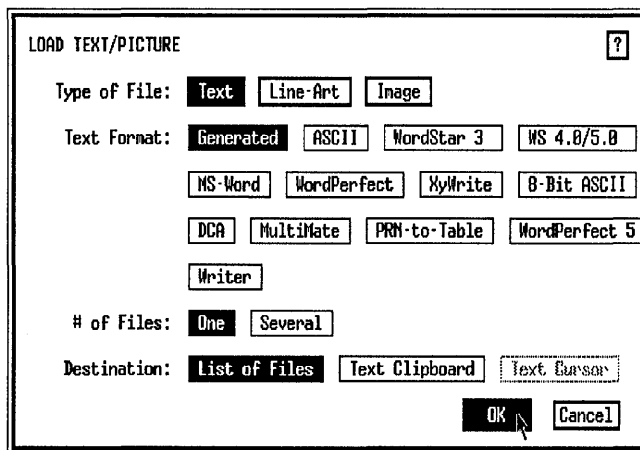 LOAD TEXT/PICTURE ?
Type of File: Text Line-Art Image
Text Format: Generated ASCII WordStar 3 WS 4.0/5.0
MS-Word WordPerfect XyWrite 8-Bit ASCII
DCA MultiMate PRN-to-Table WordPerfect 5
Writer
# of Files: One Several
Destination: List of Files Text Clipboard Text Cursor
OK Cancel